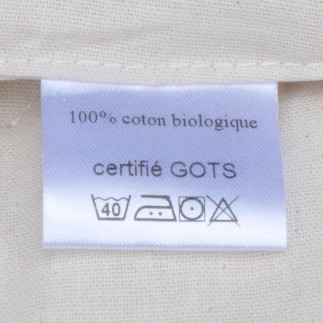 100% coton biologique
certifié GOTS
40